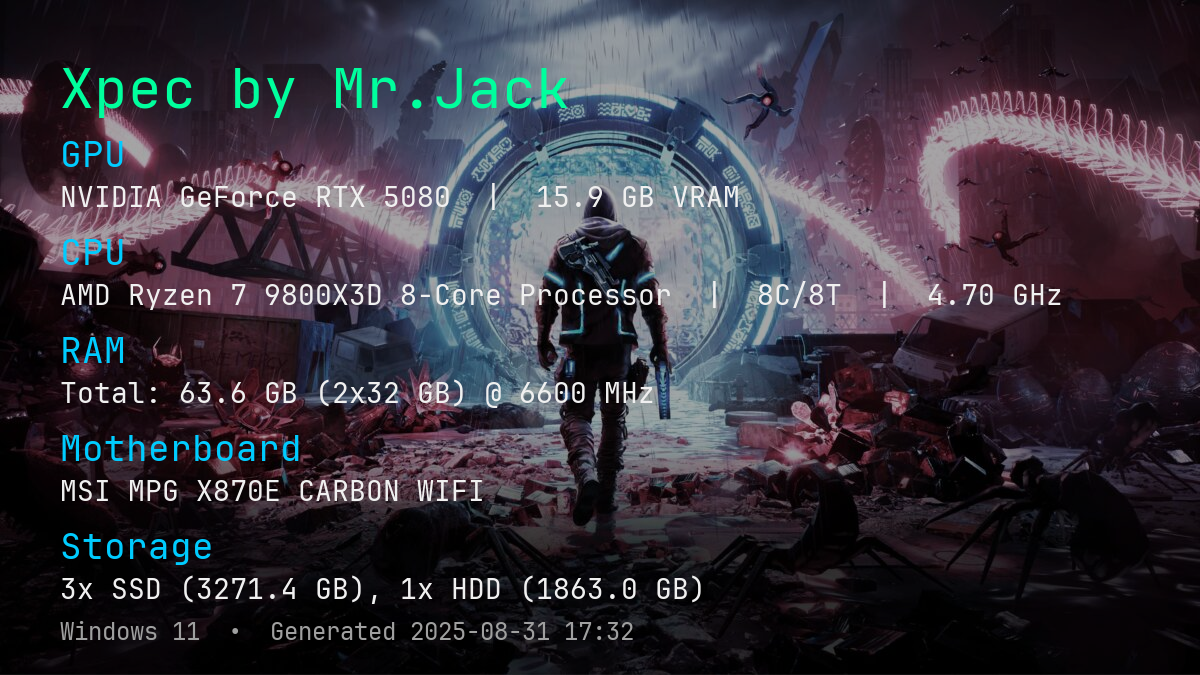 Xpec by Mr.Jack
GPU
NVIDIA GeForce RTX 5080 | 15.9 GB VRAM
GPU
AMD Ryzen 7 9800X3D 8-Core Processor | 8C/8T | 4.70 GHz
RAM
Total: 63.6 GB (2x32 GB) @ 6600 MHz
Motherboard
MSI MPG X870E CARBON WIFI
Storage
3x SSD (3271.4 GB), 1x HDD (1863.0 GB)
Windows 11 • Generated 2025-08-31 17:32